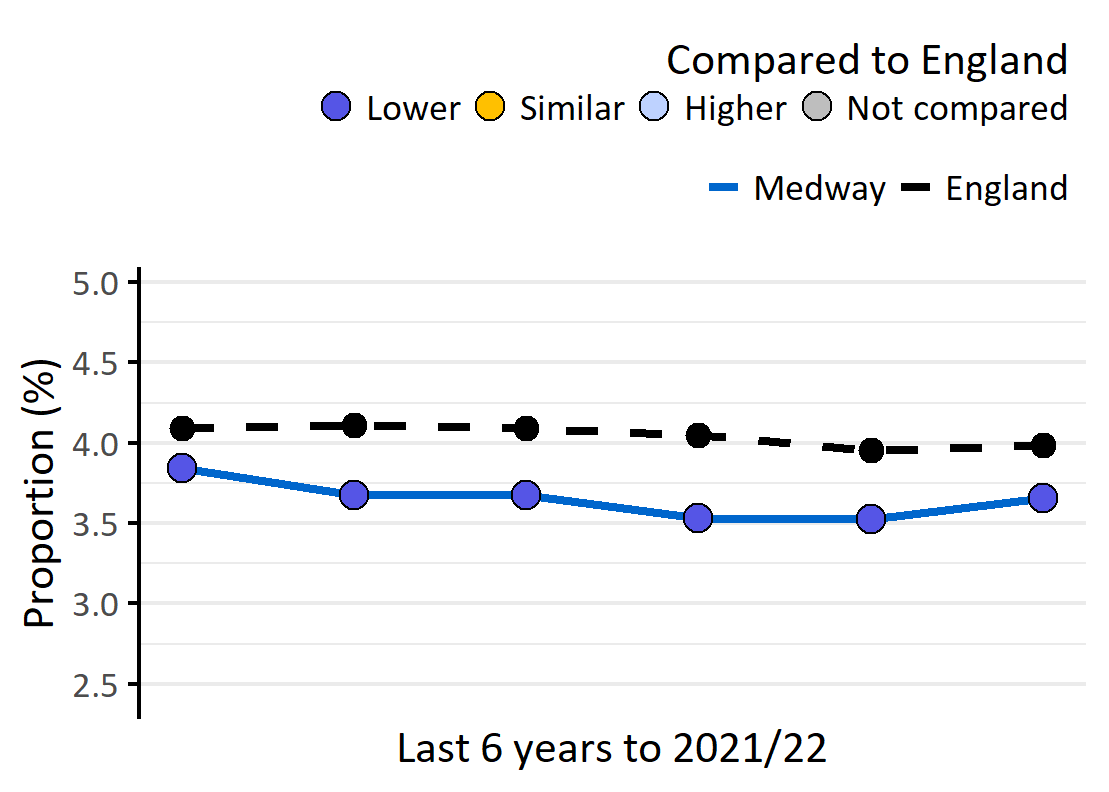 Compared to England
Lower Similar Higher Not compared
Medway England
5.0
4.5
4.0
3.5
3.0
2.5
Proportion (%)
Last 6 years to 2021/22